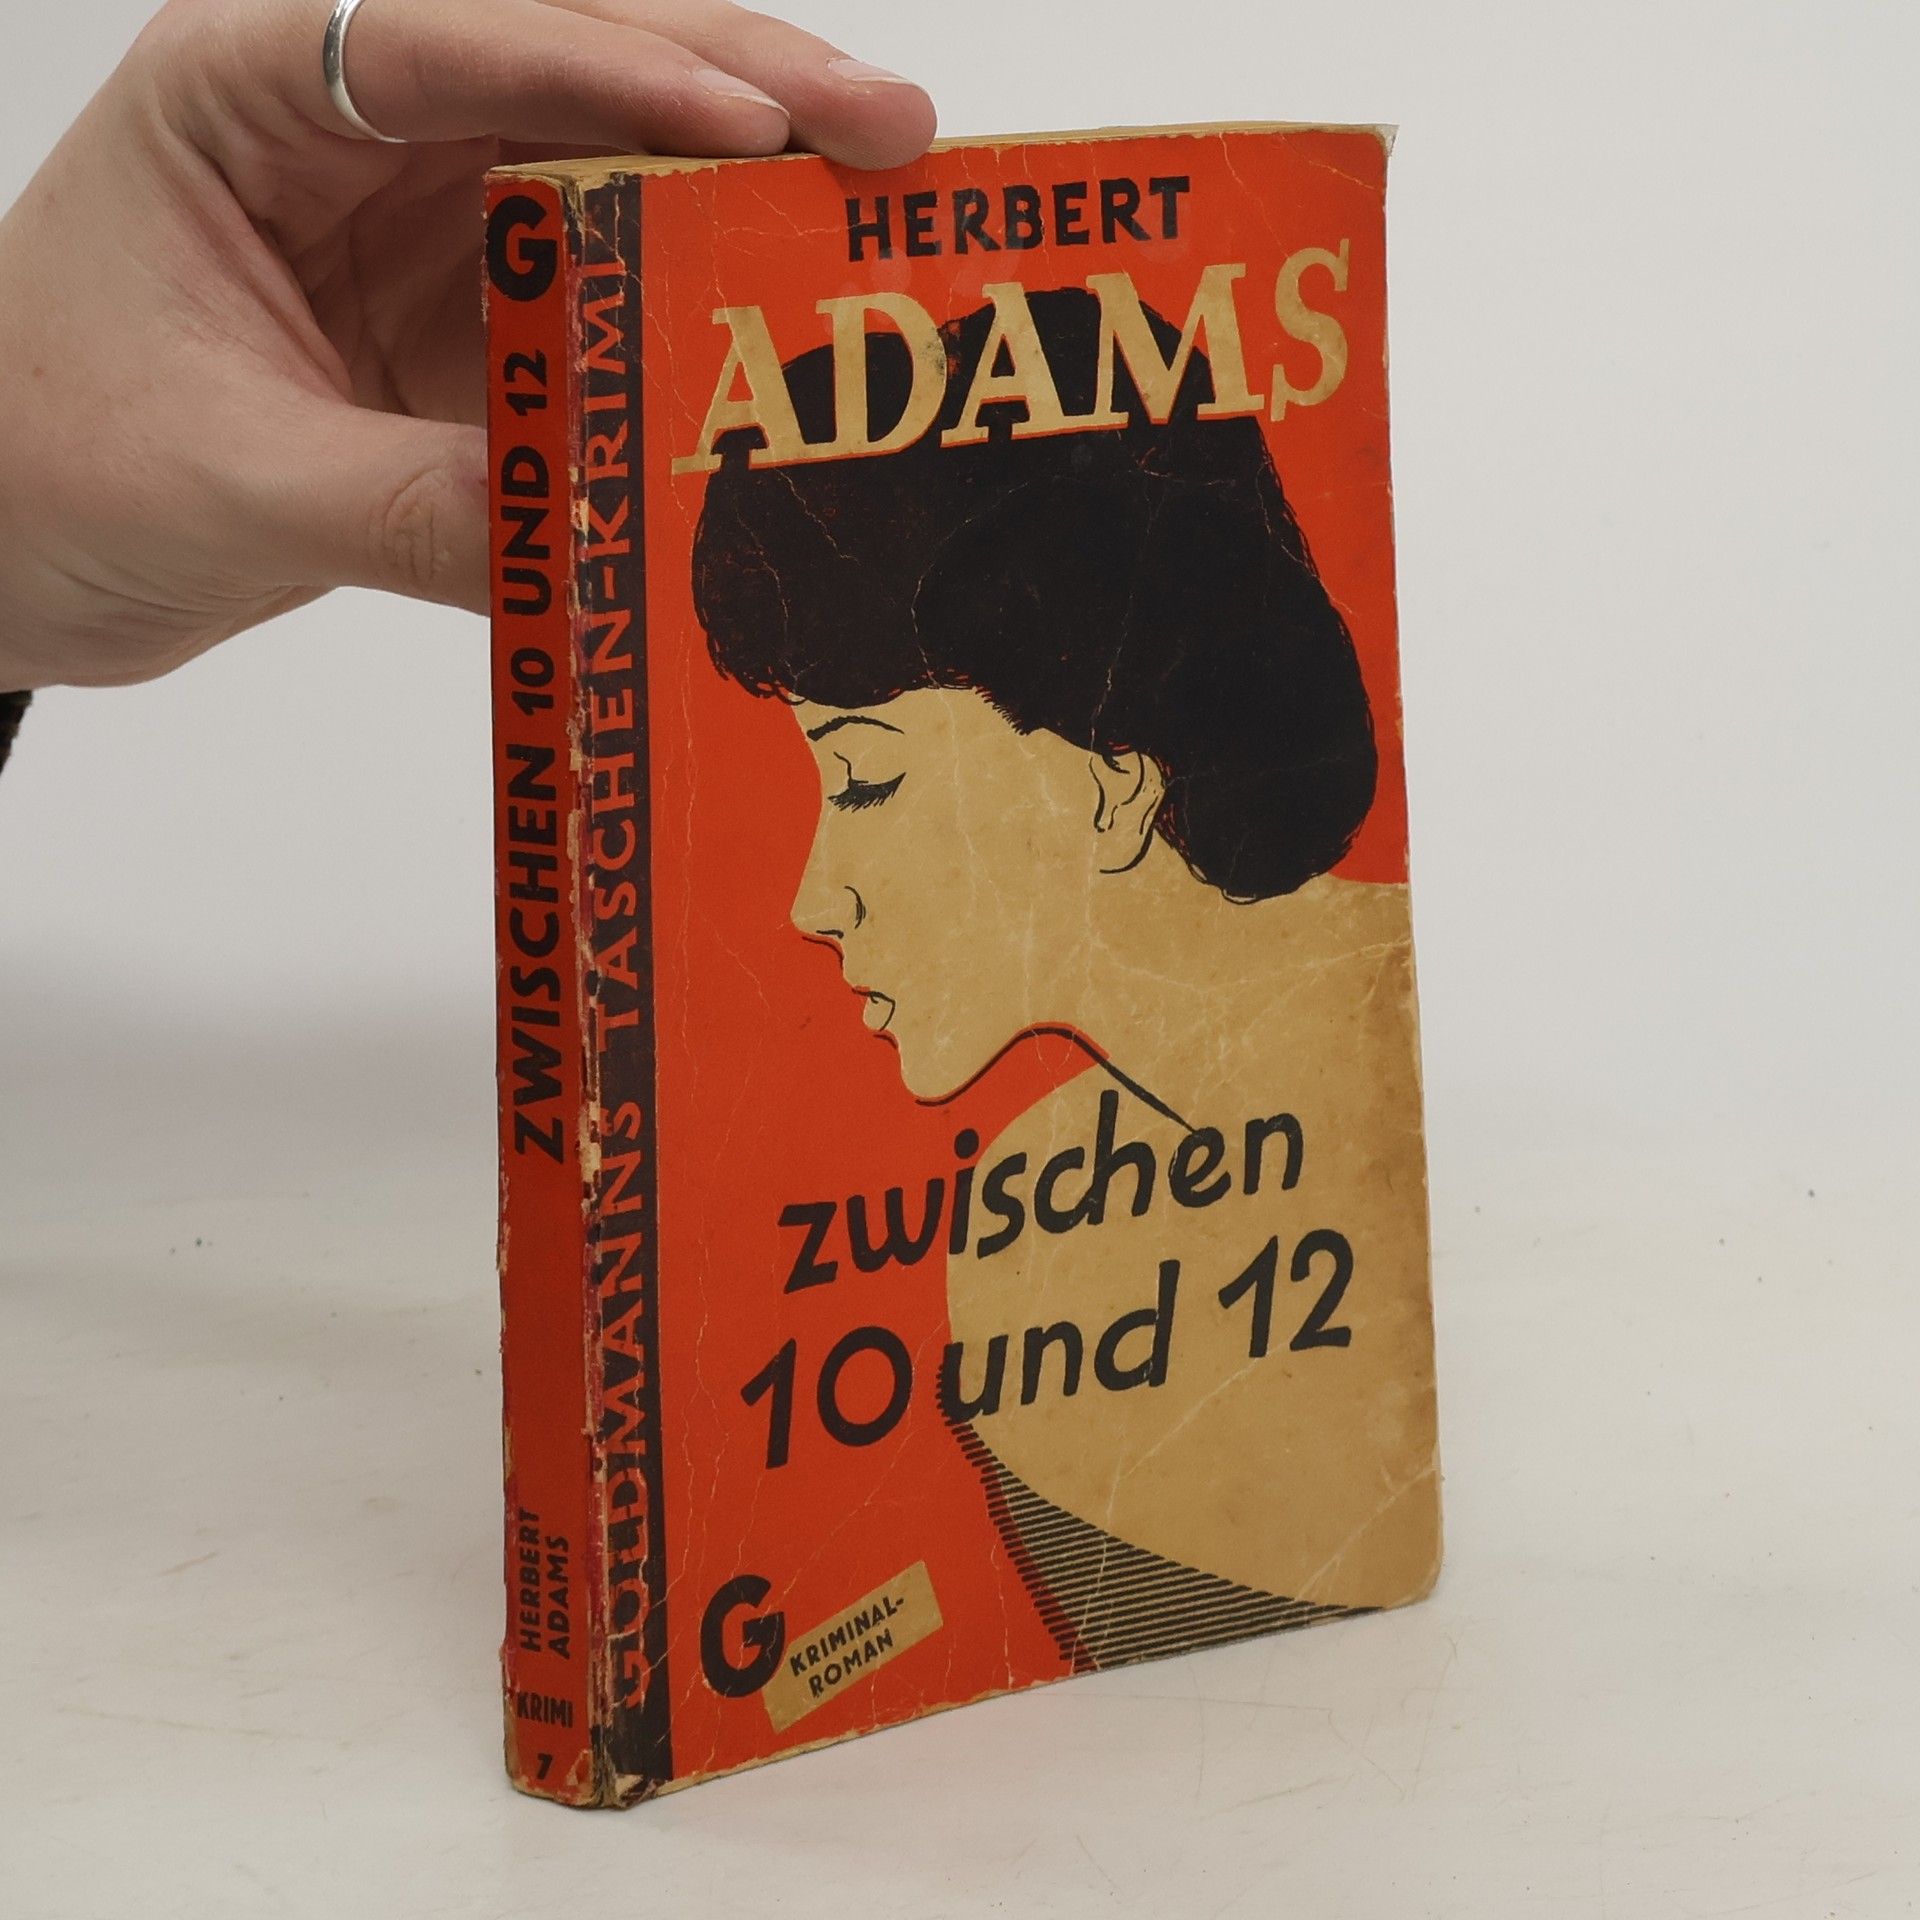 HERBERT
ADAMS
zwischen
10 und 12
G
KRIMINAL-
ROMAN
GOLDMANNS TASCHEN-KRIMI
G
ZWISCHEN 10 UND 12
HERBERT
ADAMS
KRIMI
7